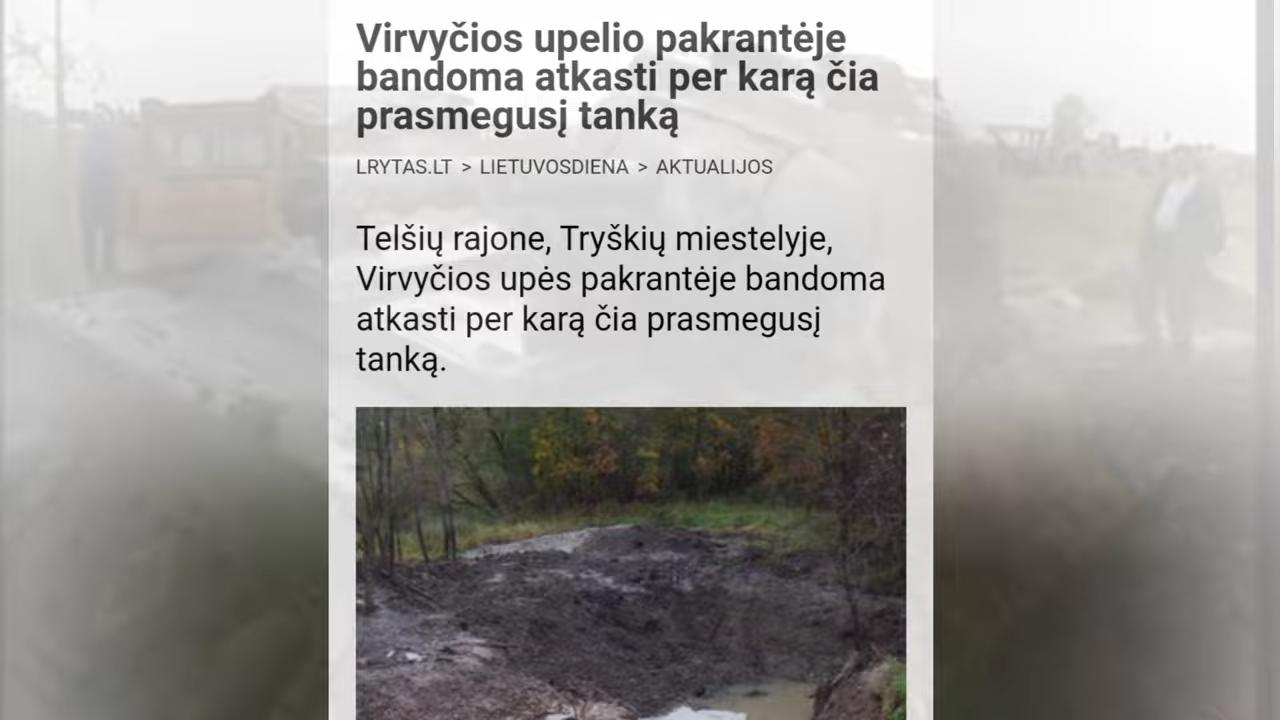 Virvyčios upelio pakrantėje
bandoma atkasti per karą čia
prasmegusį tanką
LRYTAS.LT > LIETUVOSDIENA > AKTUALIJOS
Telšių rajone, Tryškių miestelyje,
Virvyčios upės pakrantėje bandoma
atkasti per karą čia prasmegusį
tanką.